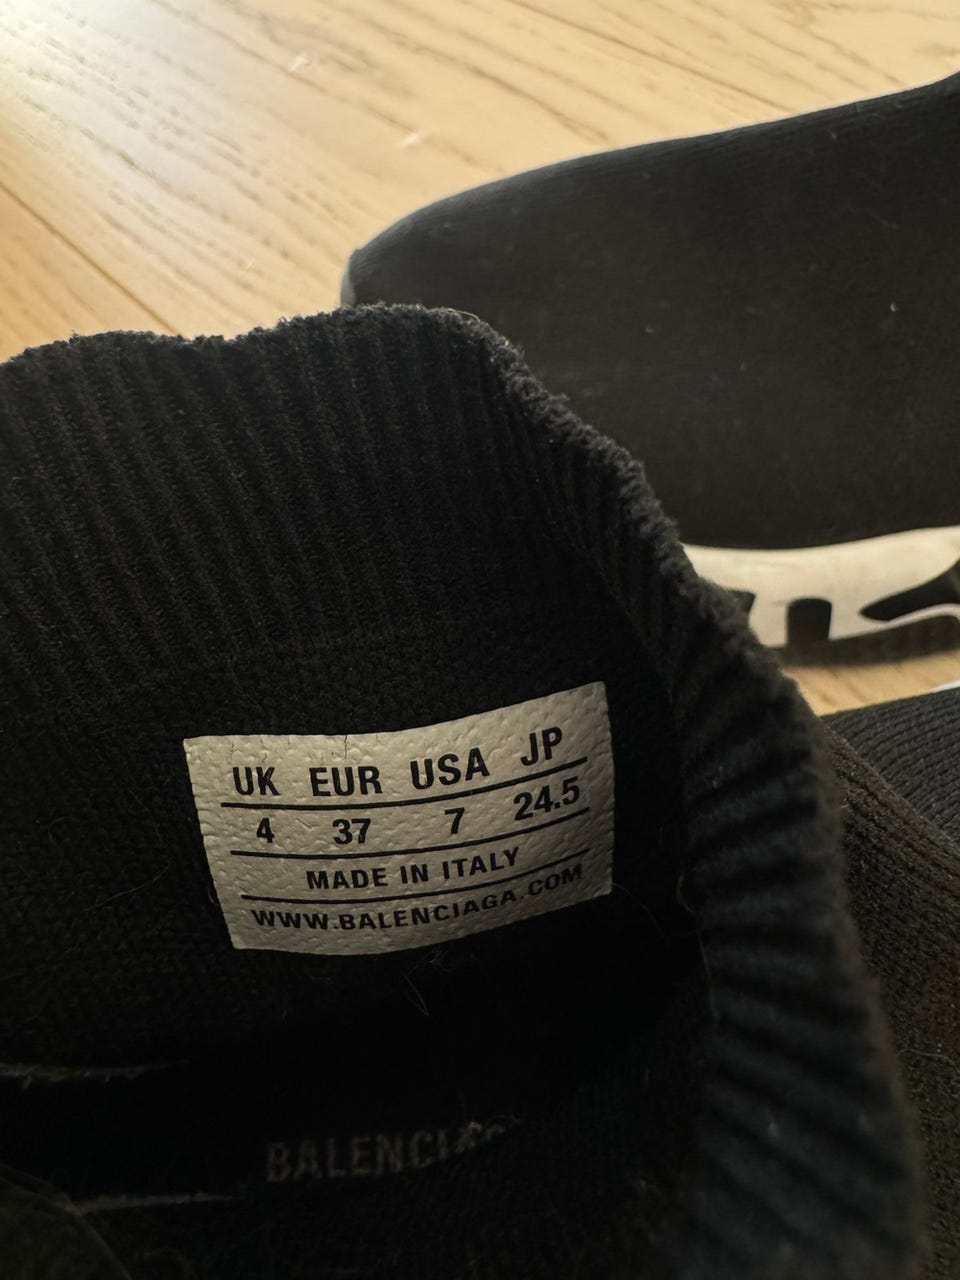 UK EUR USA JP
4 37 7 24.5
MADE IN ITALY
WWW.BALENCIAGA.COM